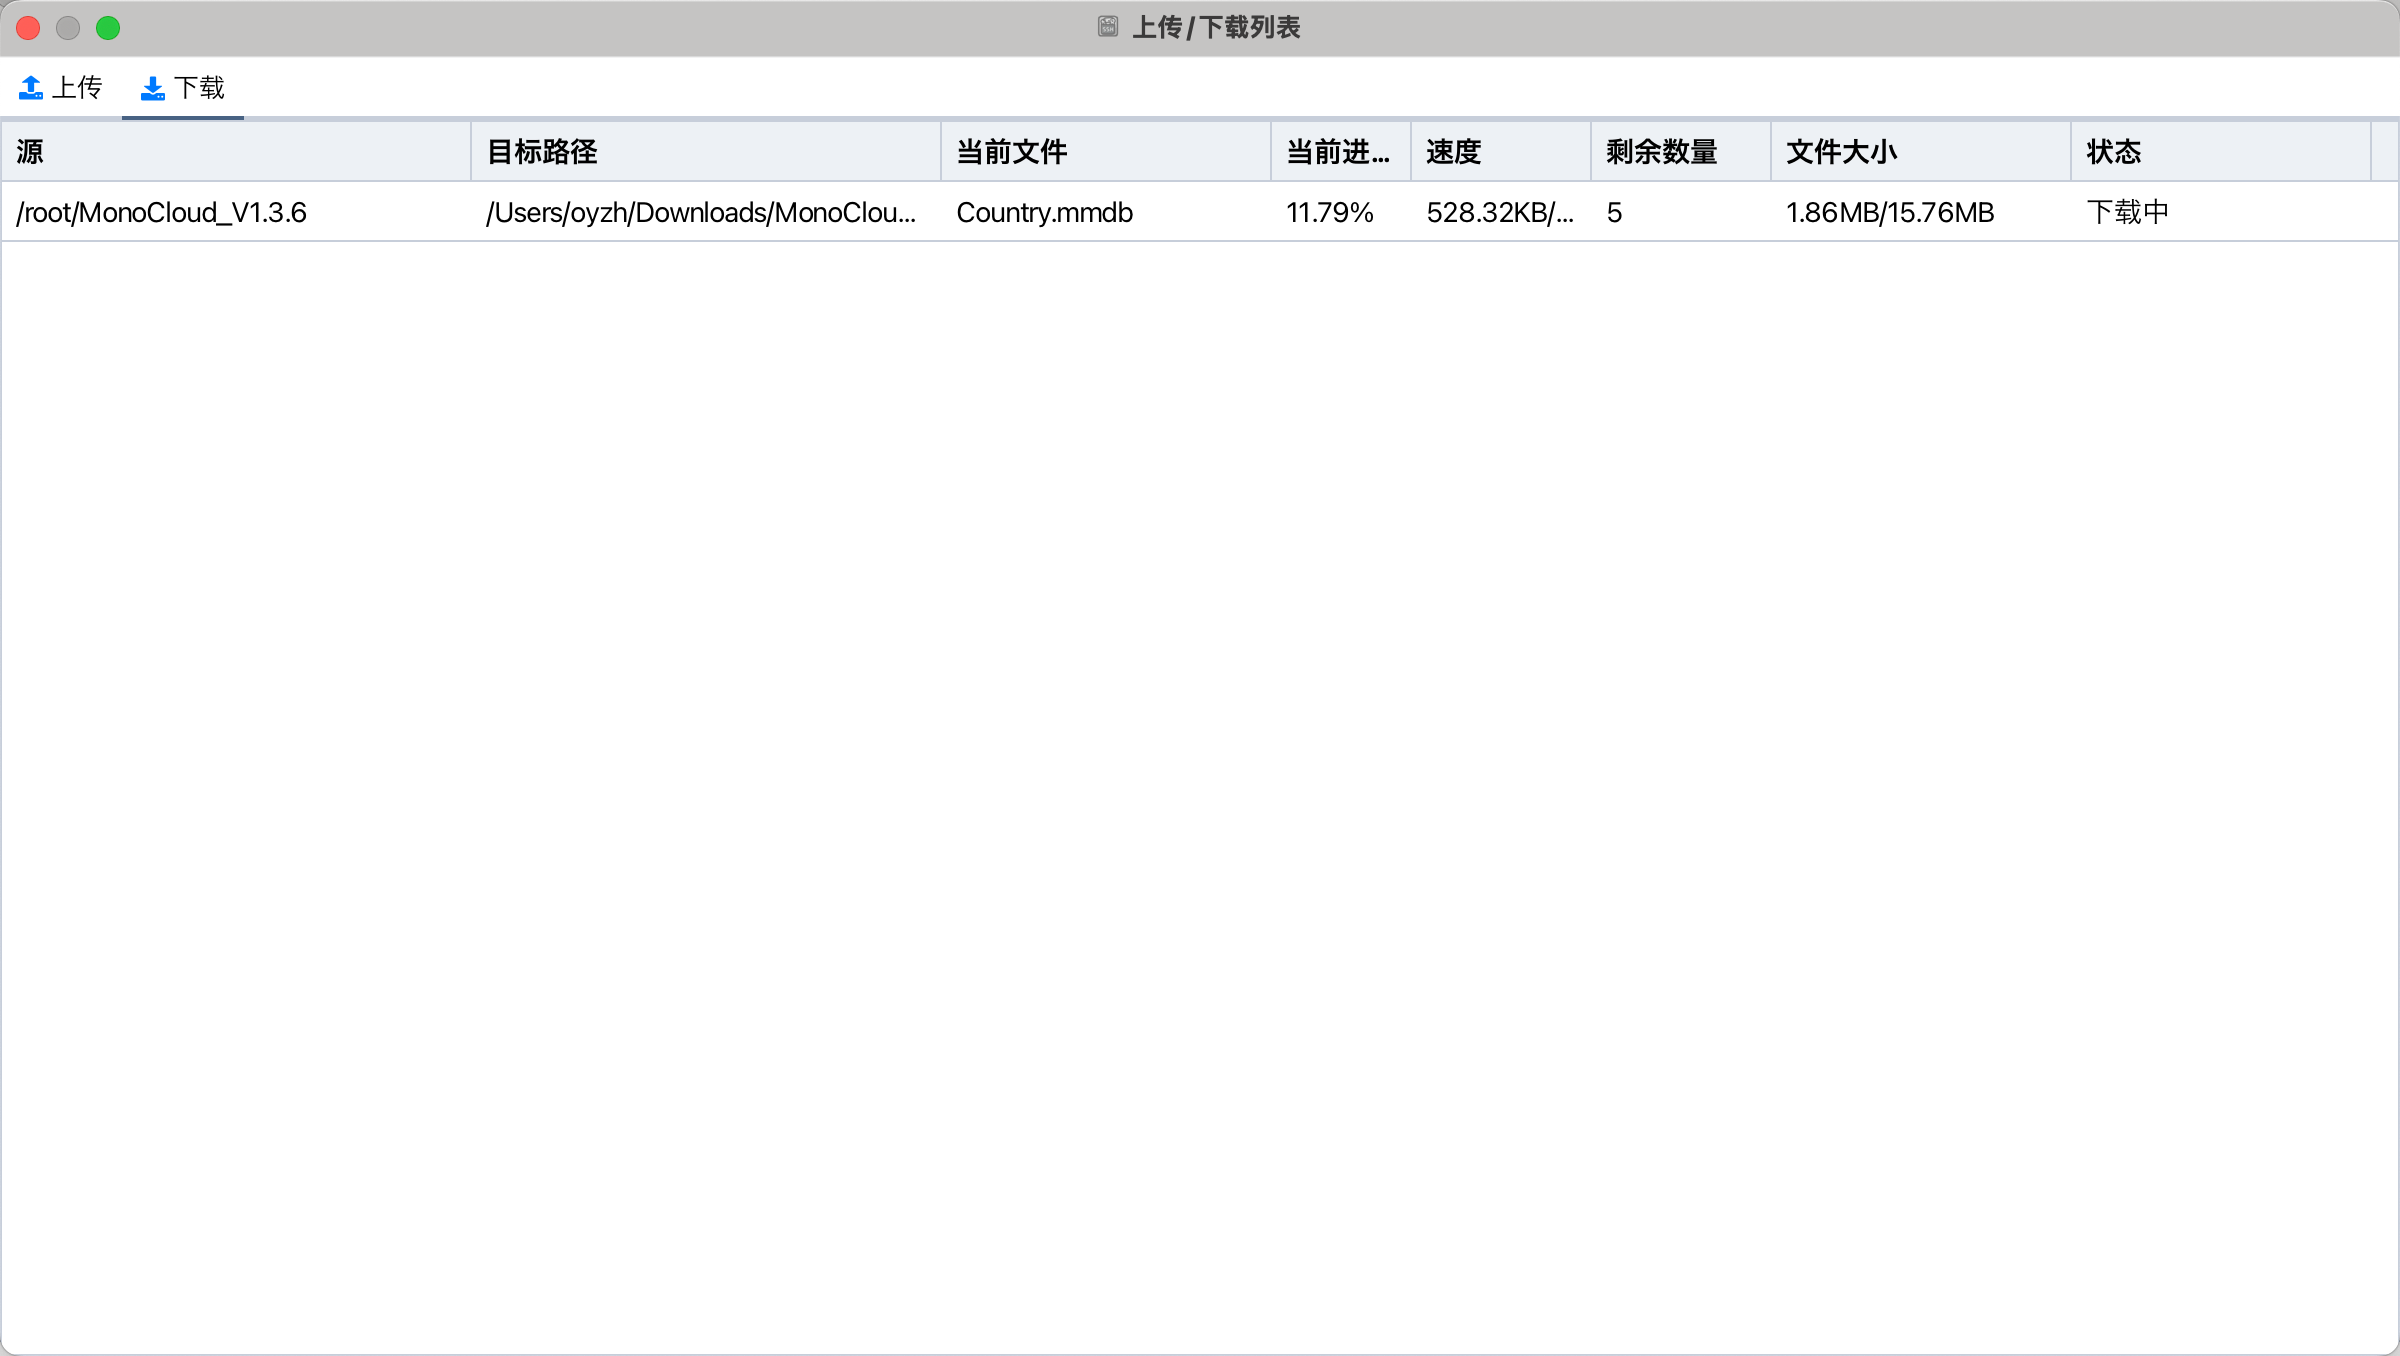 上传/下载列表
上传 下载
源 目标路径 当前文件 当前进... 速度 剩余数量 文件大小 状态
/root/MonoCloud_V1.3.6 /Users/oyzh/Downloads/MonoClou... Country.mmdb 11.79% 528.32KB/... 5 1.86MB/15.76MB 下载中